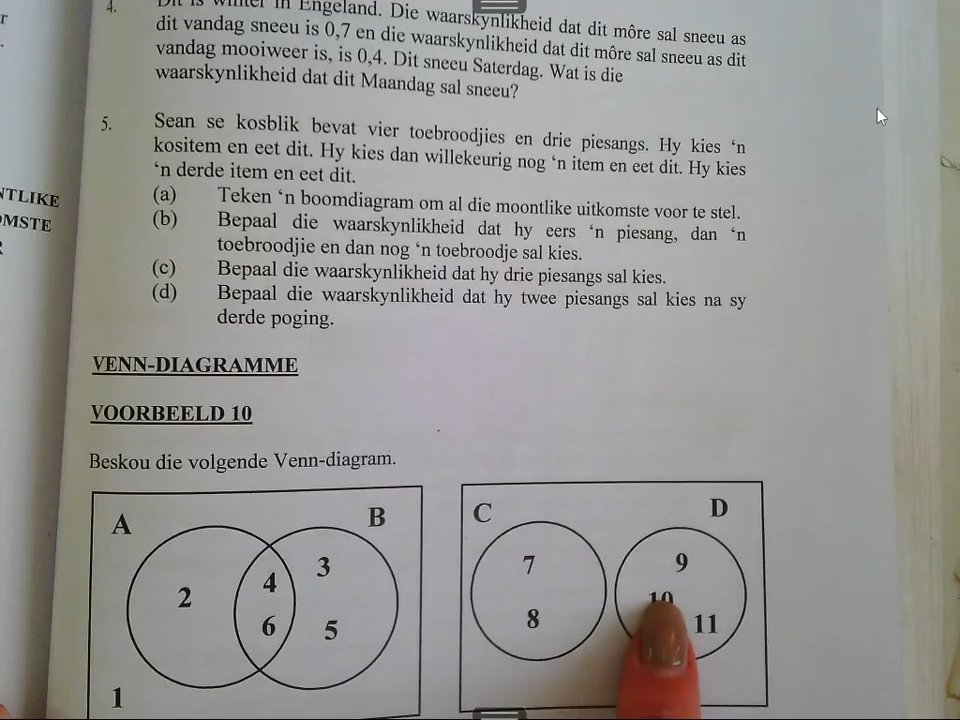 4. Dit is winter in Engeland. Die waarskynlikheid dat dit môre sal sneeu as
dit vandag sneeu is 0,7 en die waarskynlikheid dat dit môre sal sneeu as dit
vandag mooiweer is, is 0,4. Dit sneeu Saterdag. Wat is die
waarskynlikheid dat dit Maandag sal sneeu?
5. Sean se kosblik bevat vier toebroodjies en drie piesangs. Hy kies ‘n
kositem en eet dit. Hy kies dan willekeurig nog ‘n item en eet dit. Hy kies
‘n derde item en eet dit.
(a) Teken ‘n boomdiagram om al die moontlike uitkomste voor te stel.
(b) Bepaal die waarskynlikheid dat hy eers ‘n piesang, dan ‘n
toebroodjie en dan nog ‘n toebroodje sal kies.
(c) Bepaal die waarskynlikheid dat hy drie piesangs sal kies.
(d) Bepaal die waarskynlikheid dat hy twee piesangs sal kies na sy
derde poging.
VENN-DIAGRAMME
VOORBEELD 10
Beskou die volgende Venn-diagram.
A B
2 4 3
6 5
1
C D
7 9
10
8 11